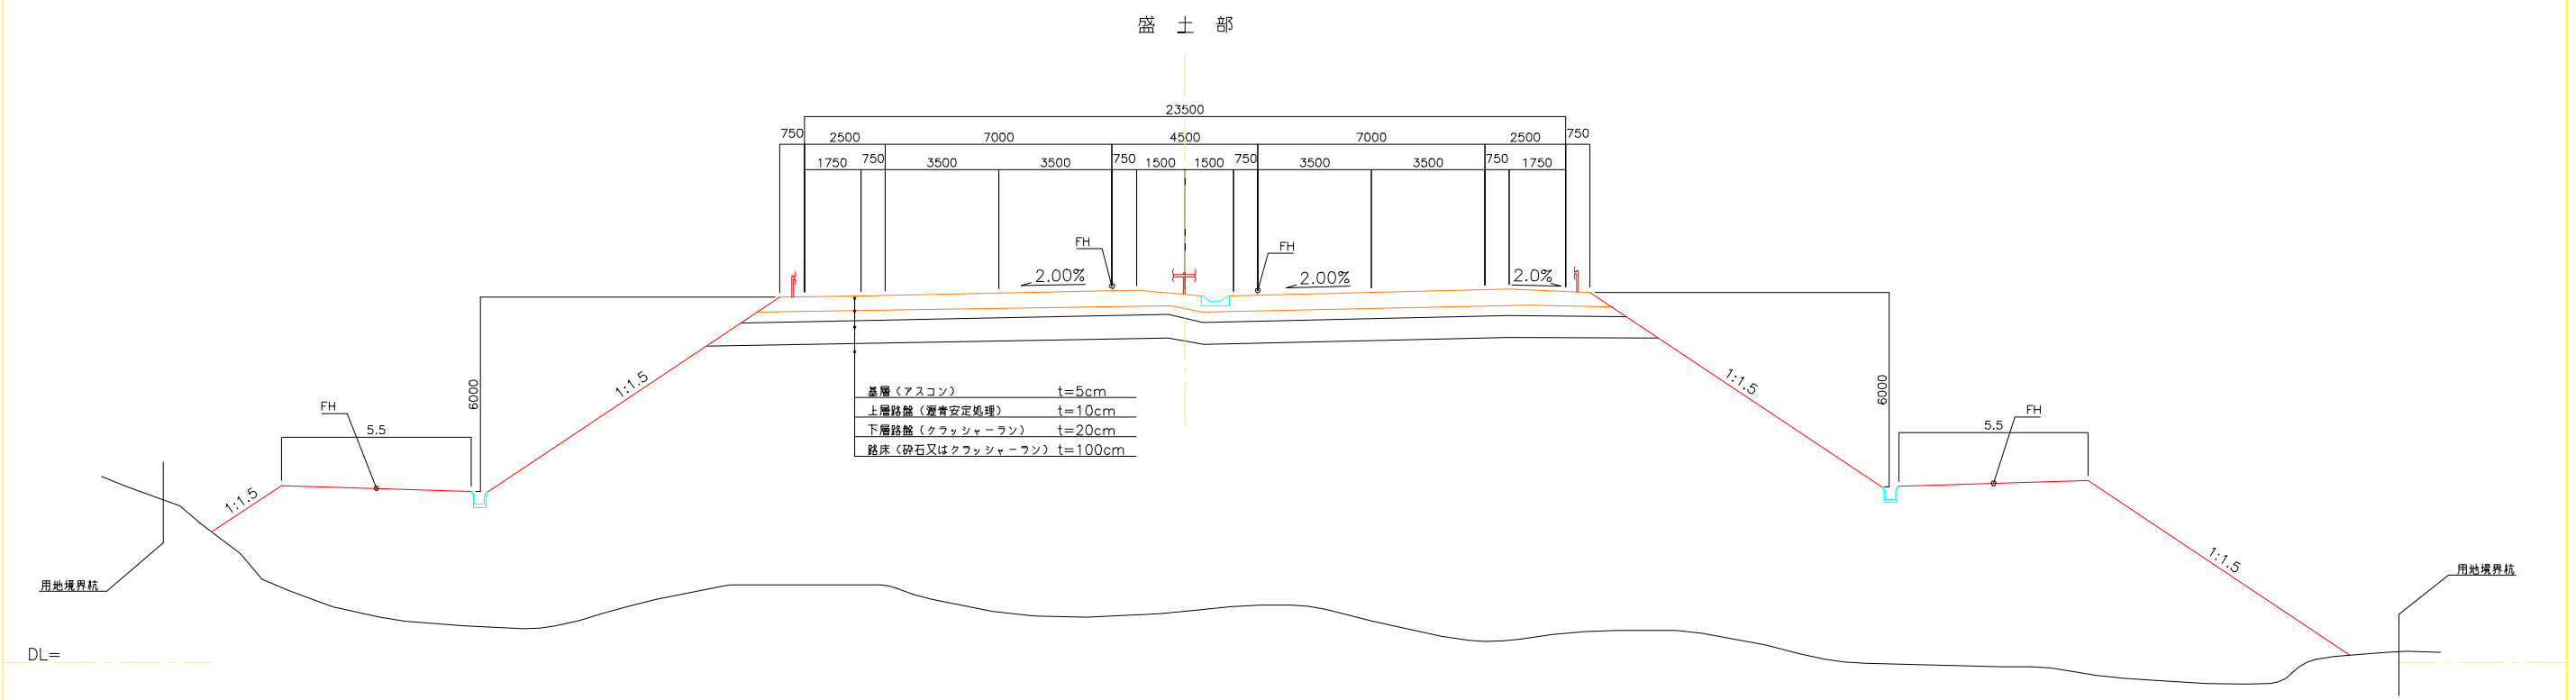 盛 土 部
23500
750 2500 7000 4500 7000 2500 750
1750 750 3500 3500 750 1500 1500 750 3500 3500 750 1750
FH FH
2.00% 2.00% 2.0%
1:1.5 1:1.5
6000 6000
基層(アスコン) t=5cm
上層路盤(瀝青安定処理) t=10cm
下層路盤(クラッシャーラン) t=20cm
路床(砕石又はクラッシャーラン) t=100cm
FH FH
5.5 5.5
1:1.5 1:1.5
用地境界杭 用地境界杭
DL=